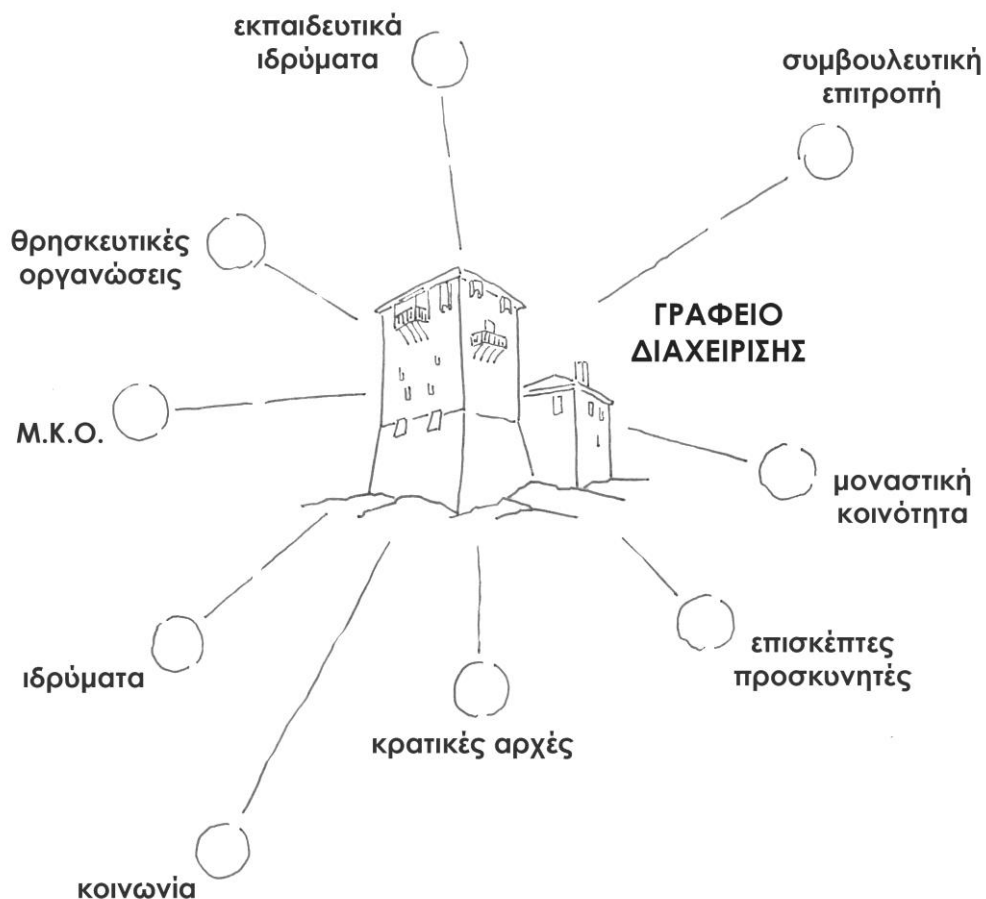 εκπαιδευτικά
ιδρύματα
συμβουλευτική
επιτροπή
θρησκευτικές
οργανώσεις
ΓΡΑΦΕΙΟ
ΔΙΑΧΕΙΡΙΣΗΣ
Μ.Κ.Ο.
μοναστική
κοινότητα
ιδρύματα
επισκέπτες
προσκυνητές
κρατικές αρχές
κοινωνία